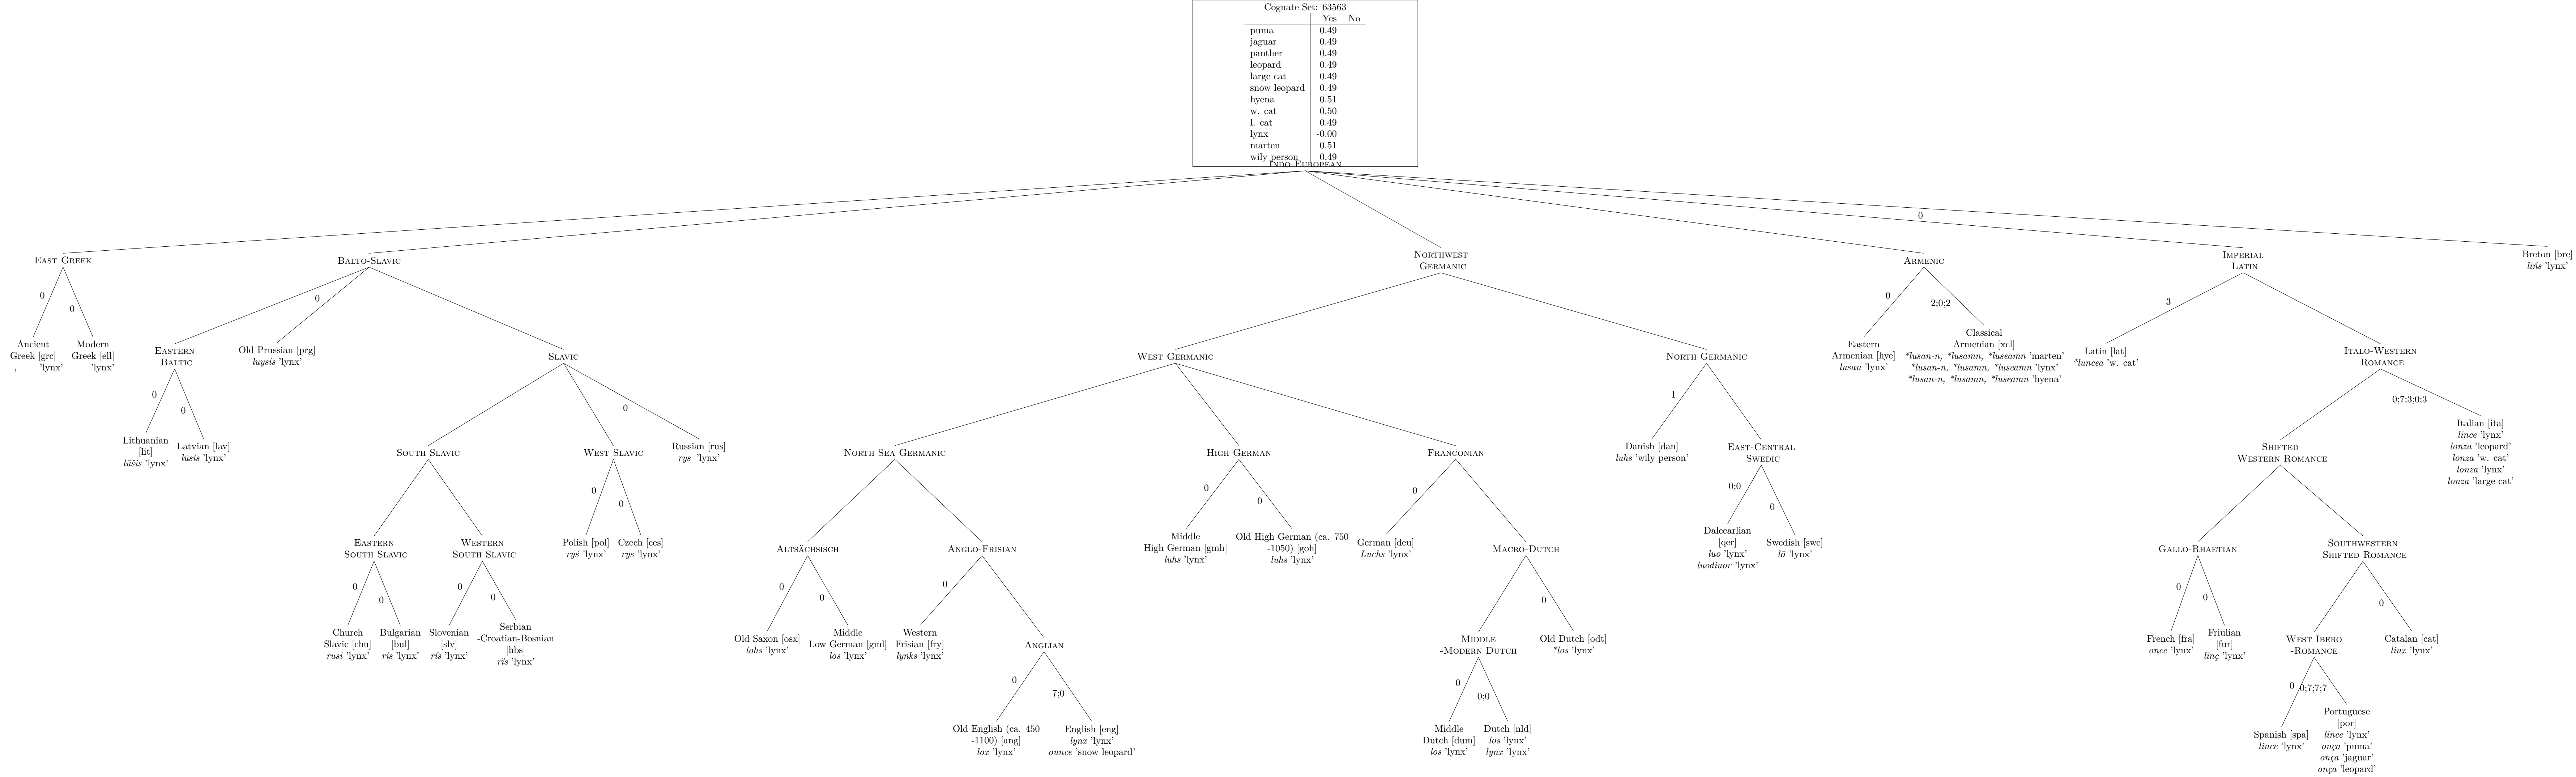 Cognate Set: 63563
Yes No
puma 0.49
jaguar 0.49
panther 0.49
leopard 0.49
large cat 0.49
snow leopard 0.49
hyena 0.51
w. cat 0.50
l. cat 0.49
lynx -0.00
marten 0.51
wily person 0.49
Indo-European
0
East Greek
Balto-Slavic
Northwest
Germanic
Armenic
Imperial
Latin
Breton [bre]
lińs 'lynx'
0
0
0
0
2;0;2
3
Ancient
Greek [grc]
, 'lynx'
Modern
Greek [ell]
'lynx'
Eastern
Baltic
Old Prussian [prg]
luysis 'lynx'
Slavic
West Germanic
North Germanic
Eastern
Armenian [hye]
lusan 'lynx'
Classical
Armenian [xcl]
*lusan-n, *lusamn, *luseamn 'marten'
*lusan-n, *lusamn, *luseamn 'lynx'
*lusan-n, *lusamn, *luseamn 'hyena'
Latin [lat]
*luncea 'w. cat'
Italo-Western
Romance
0
0
0
1
0;7;3;0;3
Lithuanian
[lit]
lūšis 'lynx'
Latvian [lav]
lūsis 'lynx'
South Slavic
West Slavic
Russian [rus]
rys 'lynx'
North Sea Germanic
High German
Franconian
Danish [dan]
luhs 'wily person'
East-Central
Swedic
Shifted
Western Romance
Italian [ita]
lince 'lynx'
lonza 'leopard'
lonza 'w. cat'
lonza 'lynx'
lonza 'large cat'
0
0
0
0
0
0;0
0
Eastern
South Slavic
Western
South Slavic
Polish [pol]
ryś 'lynx'
Czech [ces]
rys 'lynx'
Altsächsisch
Anglo-Frisian
Middle
High German [gmh]
luhs 'lynx'
Old High German (ca. 750
-1050) [goh]
luhs 'lynx'
German [deu]
Luchs 'lynx'
Macro-Dutch
Dalecarlian
[qer]
luo 'lynx'
luodiuor 'lynx'
Swedish [swe]
lö 'lynx'
Gallo-Rhaetian
Southwestern
Shifted Romance
0
0
0
0
0
0
0
0
0
0
0
Church
Slavic [chu]
rusi 'lynx'
Bulgarian
[bul]
ris 'lynx'
Slovenian
[slv]
rís 'lynx'
Serbian
-Croatian-Bosnian
[hbs]
rȉs 'lynx'
Old Saxon [osx]
lohs 'lynx'
Middle
Low German [gml]
los 'lynx'
Western
Frisian [fry]
lynks 'lynx'
Anglian
Middle
-Modern Dutch
Old Dutch [odt]
*los 'lynx'
French [fra]
once 'lynx'
Friulian
[fur]
linç 'lynx'
West Ibero
-Romance
Catalan [cat]
linx 'lynx'
0
7;0
0
0;0
0
0;7;7;7
Old English (ca. 450
-1100) [ang]
lox 'lynx'
English [eng]
lynx 'lynx'
ounce 'snow leopard'
Middle
Dutch [dum]
los 'lynx'
Dutch [nld]
los 'lynx'
lynx 'lynx'
Spanish [spa]
lince 'lynx'
Portuguese
[por]
lince 'lynx'
onça 'puma'
onça 'jaguar'
onça 'leopard'